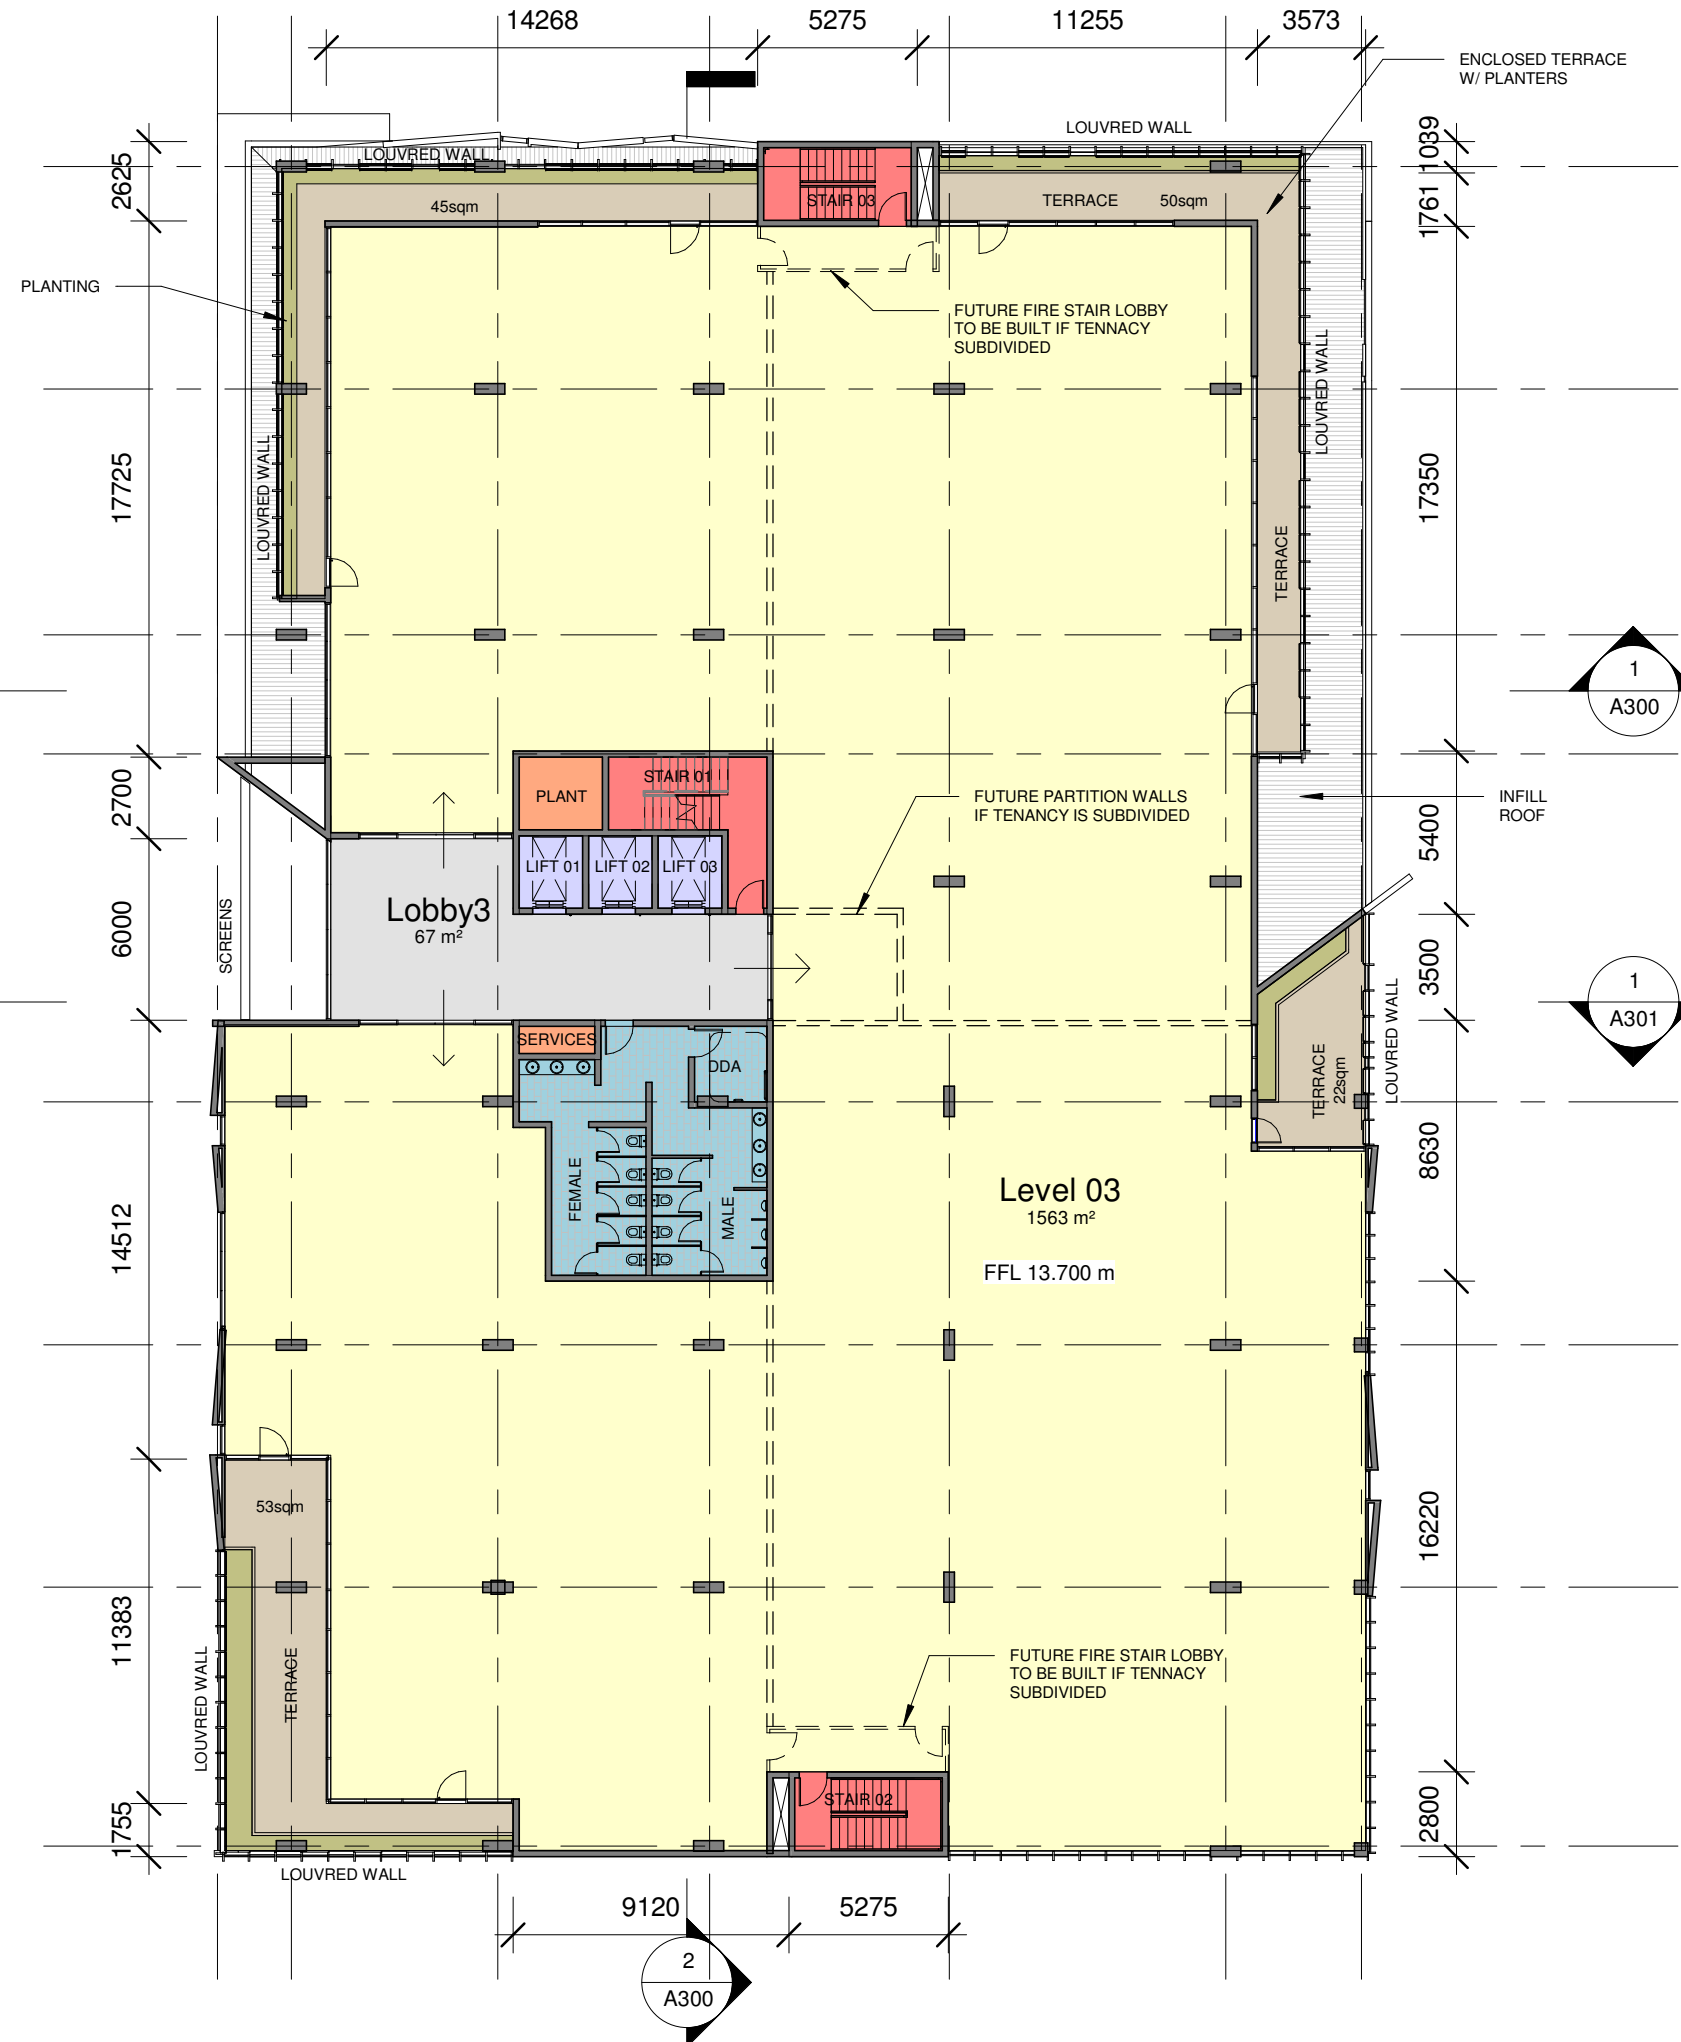 14268
5275
11255
3573
ENCLOSED TERRACE
W/ PLANTERS
LOUVRED WALL
LOUVRED WALL
2625
1039
1761
STAIR 03
45sqm
TERRACE
50sqm
PLANTING
FUTURE FIRE STAIR LOBBY
TO BE BUILT IF TENNACY
SUBDIVIDED
LOUVRED WALL
LOUVRED WALL
17725
17350
TERRACE
1
A300
STAIR 01
PLANT
FUTURE PARTITION WALLS
IF TENANCY IS SUBDIVIDED
INFILL
ROOF
2700
5400
LIFT 01
LIFT 02
LIFT 03
Lobby3
67 m²
6000
SCREENS
3500
1
A301
SERVICES
DDA
TERRACE
22sqm
LOUVRED WALL
8630
FEMALE
MALE
Level 03
1563 m²
FFL 13.700 m
14512
53sqm
16220
11383
LOUVRED WALL
TERRACE
FUTURE FIRE STAIR LOBBY
TO BE BUILT IF TENNACY
SUBDIVIDED
STAIR 02
1755
2800
LOUVRED WALL
9120
5275
2
A300